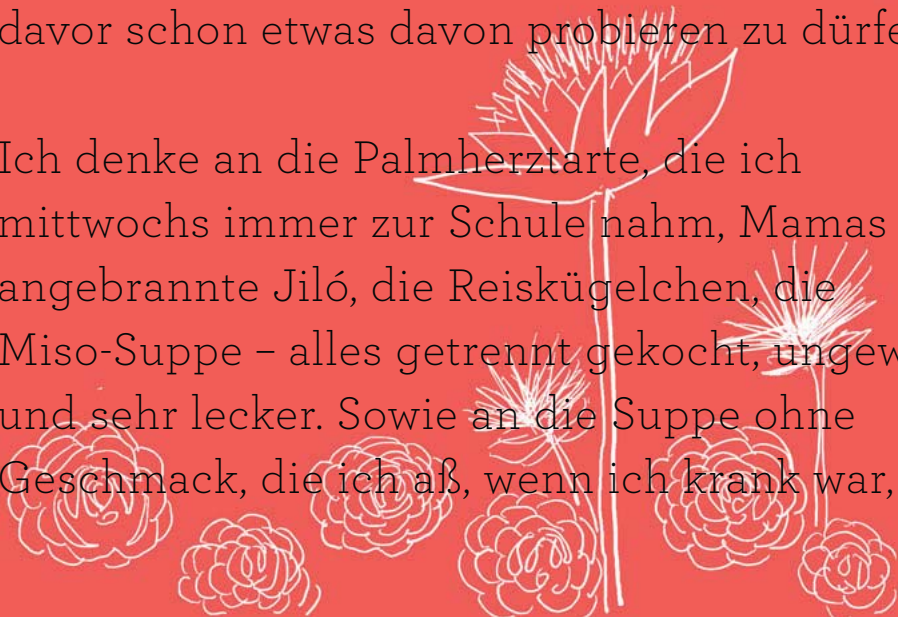 davor schon etwas davon probieren zu dürfe
Ich denke an die Palmherztarte, die ich
mittwochs immer zur Schule nahm, Mamas
angebrannte Jiló, die Reiskügelchen, die
Miso-Suppe – alles getrennt gekocht, ungew
und sehr lecker. Sowie an die Suppe ohne
Geschmack, die ich aß, wenn ich krank war,